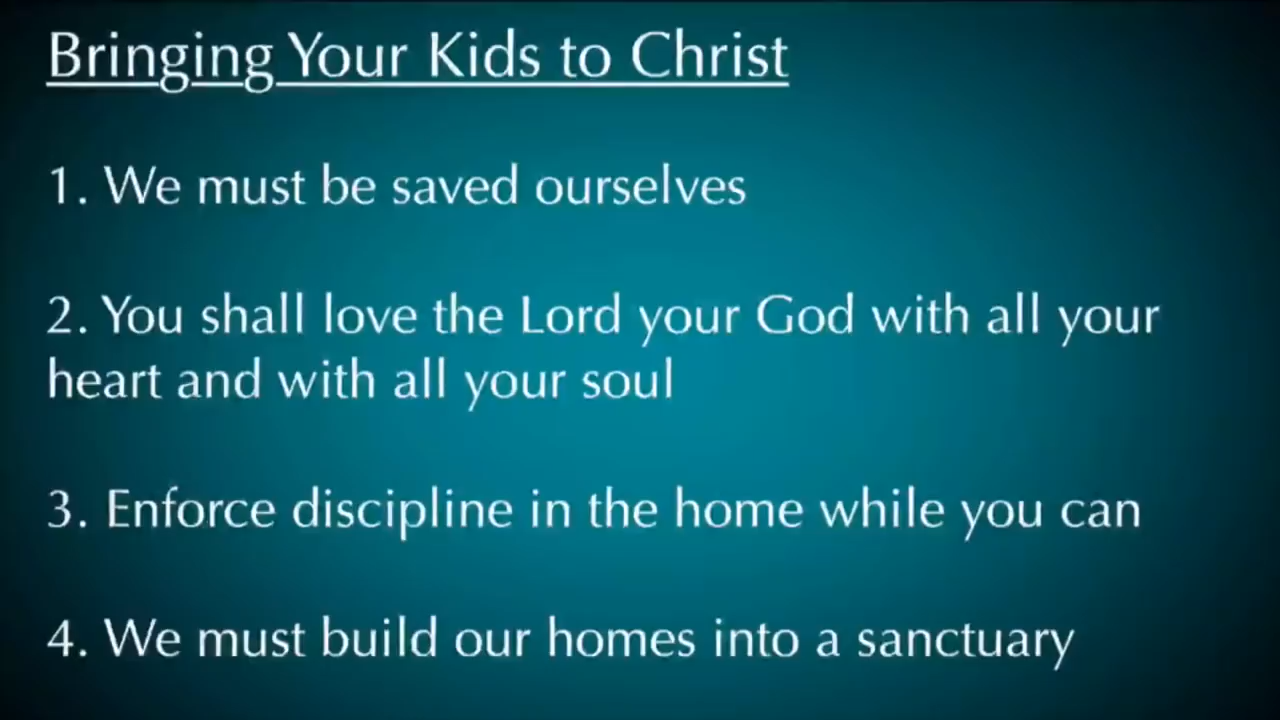 Bringing Your Kids to Christ
1. We must be saved ourselves
2. You shall love the Lord your God with all your
heart and with all your soul
3. Enforce discipline in the home while you can
4. We must build our homes into a sanctuary